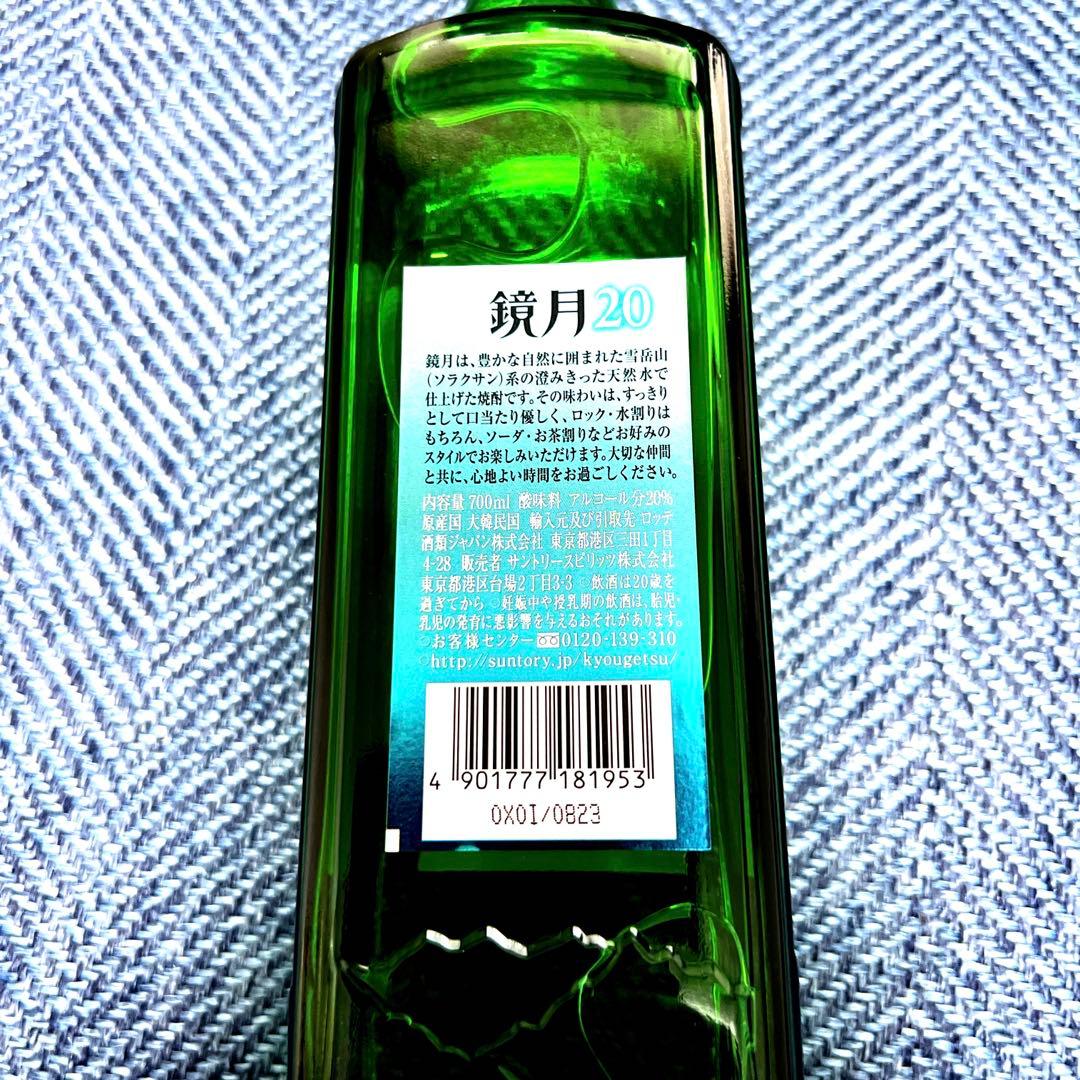 鏡月20
鏡月は、豊かな自然に囲まれた雪岳山
(ソラクサン)系の澄みきった天然水で
仕上げた焼酎です。その味わいは、すっきり
として口当たり優しく、ロック・水割りは
もちろん、ソーダ・お茶割りなどお好みの
スタイルでお楽しみいただけます。大切な仲間
と共に、心地よい時間をお過ごしください。
内容量 700ml 酸味料 アルコール分20%
原産国 大韓民国 輸入元及び引取先 ロッテ
酒類ジャパン株式会社 東京都港区三田1丁目
4-28 販売者 サントリースピリッツ株式会社
東京都港区台場2丁目3-3 ○飲酒は20歳を
過ぎてから ○妊娠中や授乳期の飲酒は、胎児・
乳児の発育に悪影響を与えるおそれがあります。
○お客様センター 0120-139-310
○http://suntory.jp/kyougetsu/
4 901777 181953
0X0I/0823